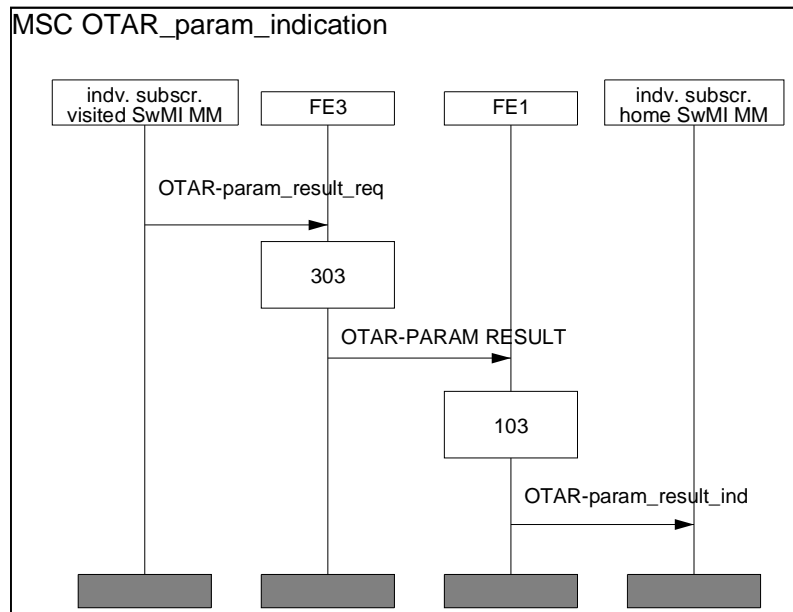 MSC OTAR_param_indication
indv. subscr.
visited SwMI MM
FE3
FE1
indv. subscr.
home SwMI MM
OTAR-param_result_req
303
OTAR-PARAM RESULT
103
OTAR-param_result_ind